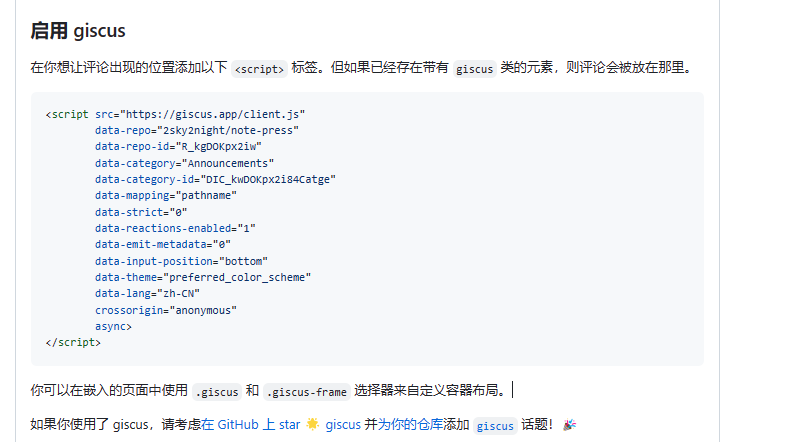 启用 giscus
在你想让评论出现的位置添加以下 <script> 标签。但如果已经存在带有 giscus 类的元素，则评论会被放在那里。
<script src="https://giscus.app/client.js"
data-repo="2sky2night/note-press"
data-repo-id="R_kgDOKpx2iw"
data-category="Announcements"
data-category-id="DIC_kwDOKpx2i84Catge"
data-mapping="pathname"
data-strict="0"
data-reactions-enabled="1"
data-emit-metadata="0"
data-input-position="bottom"
data-theme="preferred_color_scheme"
data-lang="zh-CN"
crossorigin="anonymous"
async>
</script>
你可以在嵌入的页面中使用 .giscus 和 .giscus-frame 选择器来自定义容器布局。
如果你使用了 giscus，请考虑在 GitHub 上 star 🌟 giscus 并为你的仓库添加 giscus 话题！🎉